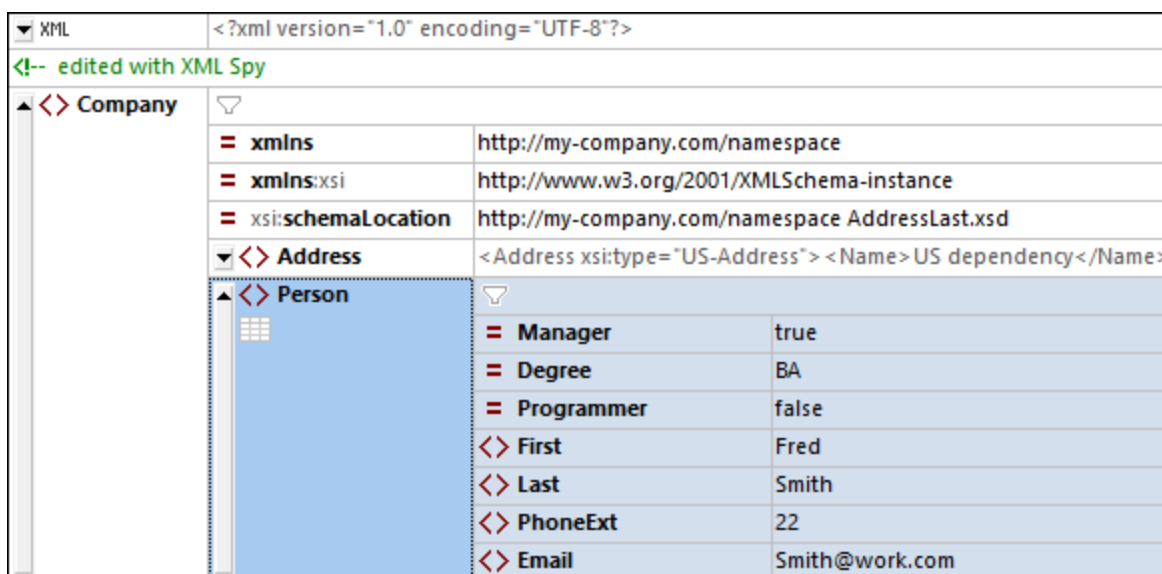 XML <?xml version="1.0" encoding="UTF-8"?>
<!-- edited with XML Spy
<> Company
= xmlns http://my-company.com/namespace
= xmlns:xsi http://www.w3.org/2001/XMLSchema-instance
= xsi:schemaLocation http://my-company.com/namespace AddressLast.xsd
<> Address <Address xsi:type="US-Address"><Name>US dependency</Name>
<> Person
= Manager true
= Degree BA
= Programmer false
<> First Fred
<> Last Smith
<> PhoneExt 22
<> Email Smith@work.com